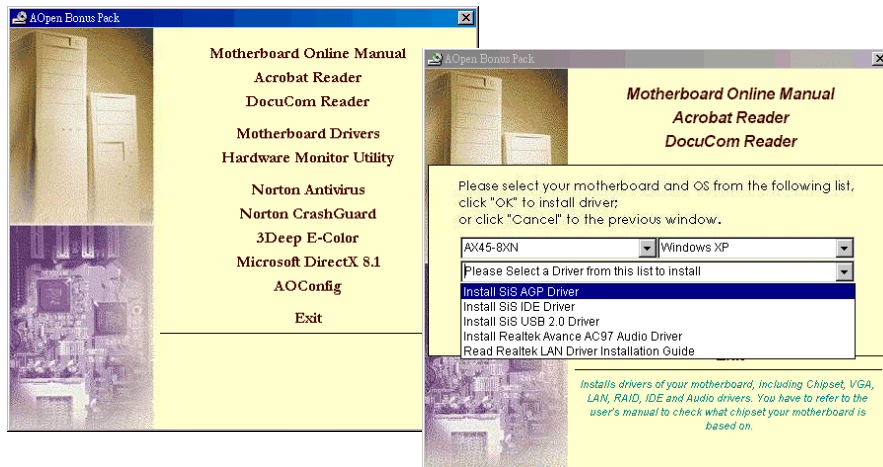 AOpen Bonus Pack
Motherboard Online Manual
Acrobat Reader
DocuCom Reader
Motherboard Drivers
Hardware Monitor Utility
Norton Antivirus
Norton CrashGuard
3Deep E-Color
Microsoft DirectX 8.1
AOConfig
Exit
AOpen Bonus Pack
Motherboard Online Manual
Acrobat Reader
DocuCom Reader
Please select your motherboard and OS from the following list,
click "OK" to install driver;
or click "Cancel" to the previous window.
AX45-8XN
Windows XP
Please Select a Driver from this list to install
Install SiS AGP Driver
Install SiS IDE Driver
Install SiS USB 2.0 Driver
Install Realtek Avance AC97 Audio Driver
Read Realtek LAN Driver Installation Guide
Installs drivers of your motherboard, including Chipset, VGA,
LAN, RAID, IDE and Audio drivers. You have to refer to the
user's manual to check what chipset your motherboard is
based on.